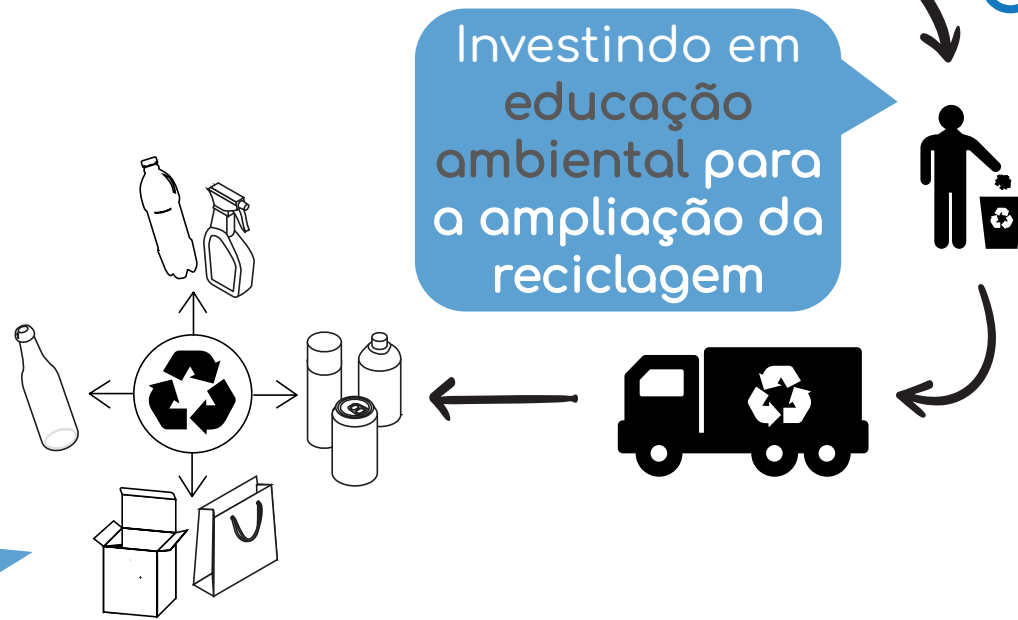 Investindo em
educação
ambiental para
a ampliação da
reciclagem